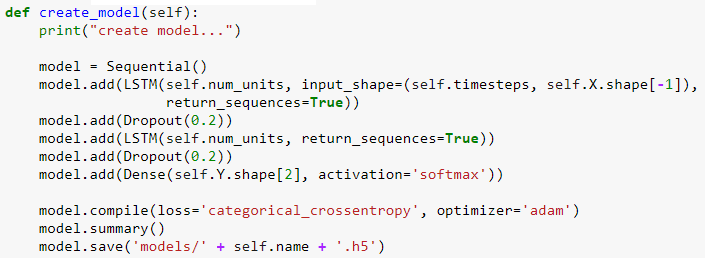 def create_model(self):
    print("create model...")
    model = Sequential()
    model.add(LSTM(self.num_units, input_shape=(self.timesteps, self.X.shape[-1]),
                   return_sequences=True))
    model.add(Dropout(0.2))
    model.add(LSTM(self.num_units, return_sequences=True))
    model.add(Dropout(0.2))
    model.add(Dense(self.Y.shape[2], activation='softmax'))
    model.compile(loss='categorical_crossentropy', optimizer='adam')
    model.summary()
    model.save('models/' + self.name + '.h5')